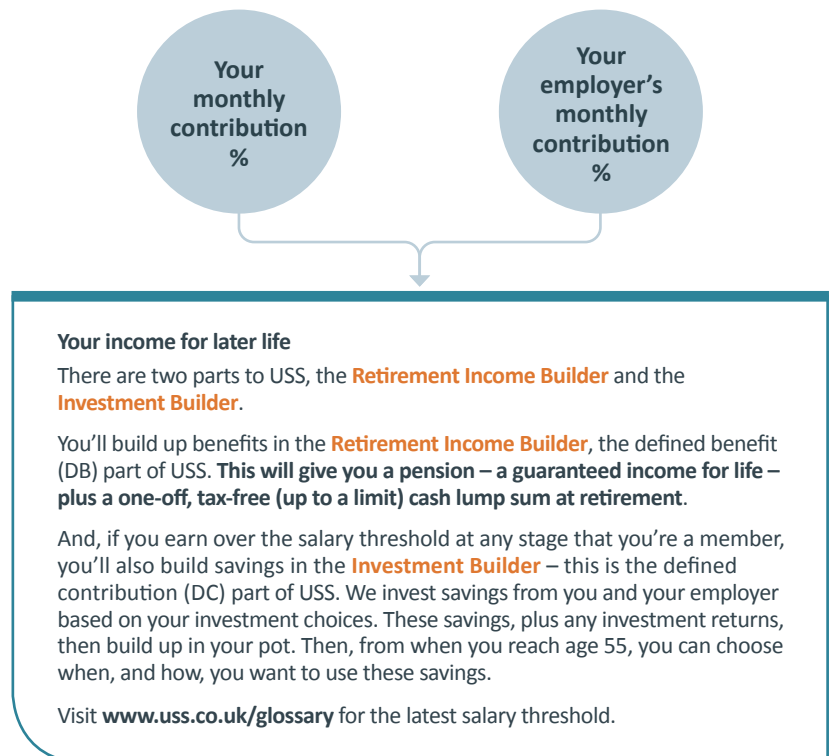 Your
monthly
contribution
%
Your
employer’s
monthly
contribution
%
Your income for later life
There are two parts to USS, the Retirement Income Builder and the
Investment Builder.
You’ll build up benefits in the Retirement Income Builder, the defined benefit
(DB) part of USS. This will give you a pension – a guaranteed income for life –
plus a one-off, tax-free (up to a limit) cash lump sum at retirement.
And, if you earn over the salary threshold at any stage that you’re a member,
you’ll also build savings in the Investment Builder – this is the defined
contribution (DC) part of USS. We invest savings from you and your employer
based on your investment choices. These savings, plus any investment returns,
then build up in your pot. Then, from when you reach age 55, you can choose
when, and how, you want to use these savings.
Visit www.uss.co.uk/glossary for the latest salary threshold.